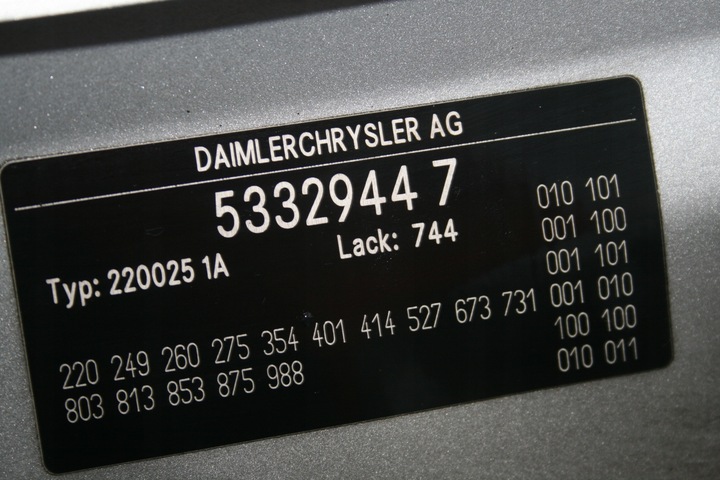 DAIMLERCHRYSLER AG
5332944 7
Lack: 744
Typ: 220025 1A
010 101
001 100
001 101
001 010
100 100
010 011
220 249 260 275 354 401 414 527 673 731
803 813 853 875 988